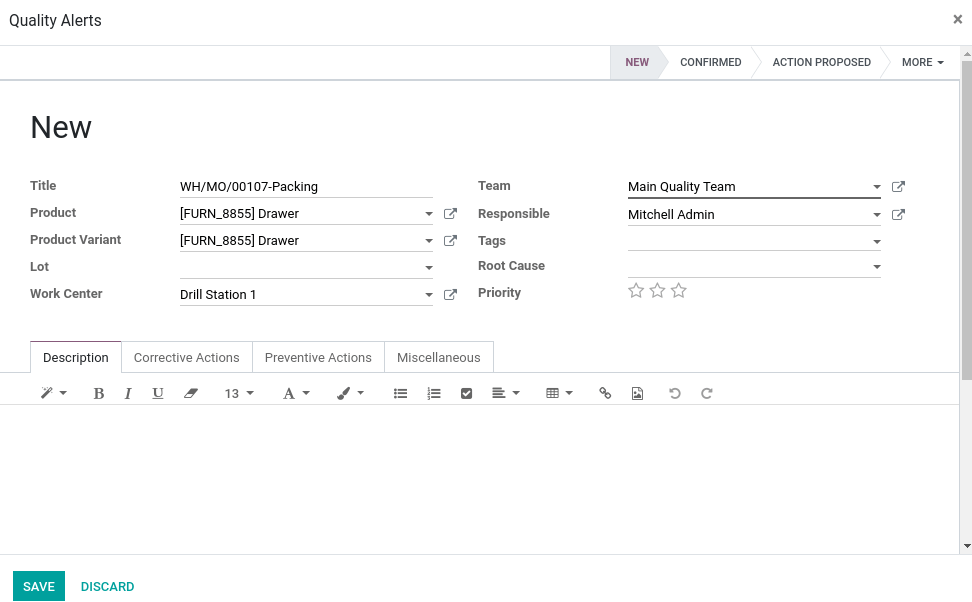 Quality Alerts ×
NEW CONFIRMED ACTION PROPOSED MORE
New
Title WH/MO/00107-Packing
Product [FURN_8855] Drawer
Product Variant [FURN_8855] Drawer
Lot
Work Center Drill Station 1
Team Main Quality Team
Responsible Mitchell Admin
Tags
Root Cause
Priority
Description Corrective Actions Preventive Actions Miscellaneous
B I U 13 A
SAVE DISCARD